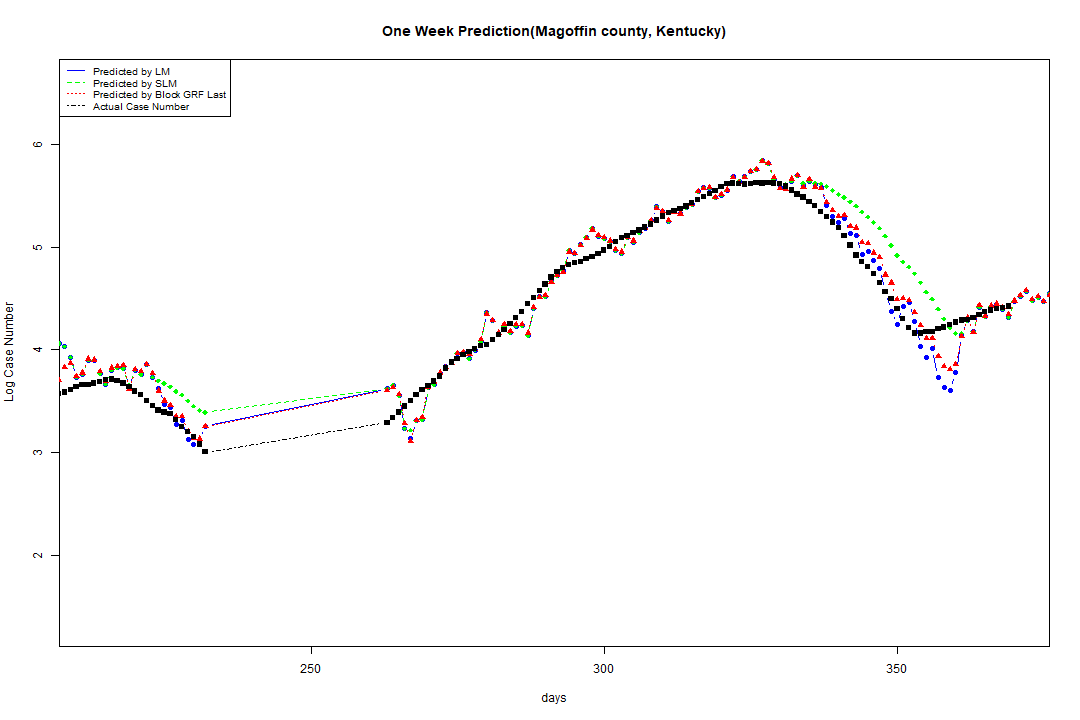 One Week Prediction(Magoffin county, Kentucky)
Predicted by LM
Predicted by SLM
Predicted by Block GRF Last
Actual Case Number
Log Case Number
6
5
4
3
2
250
300
350
days